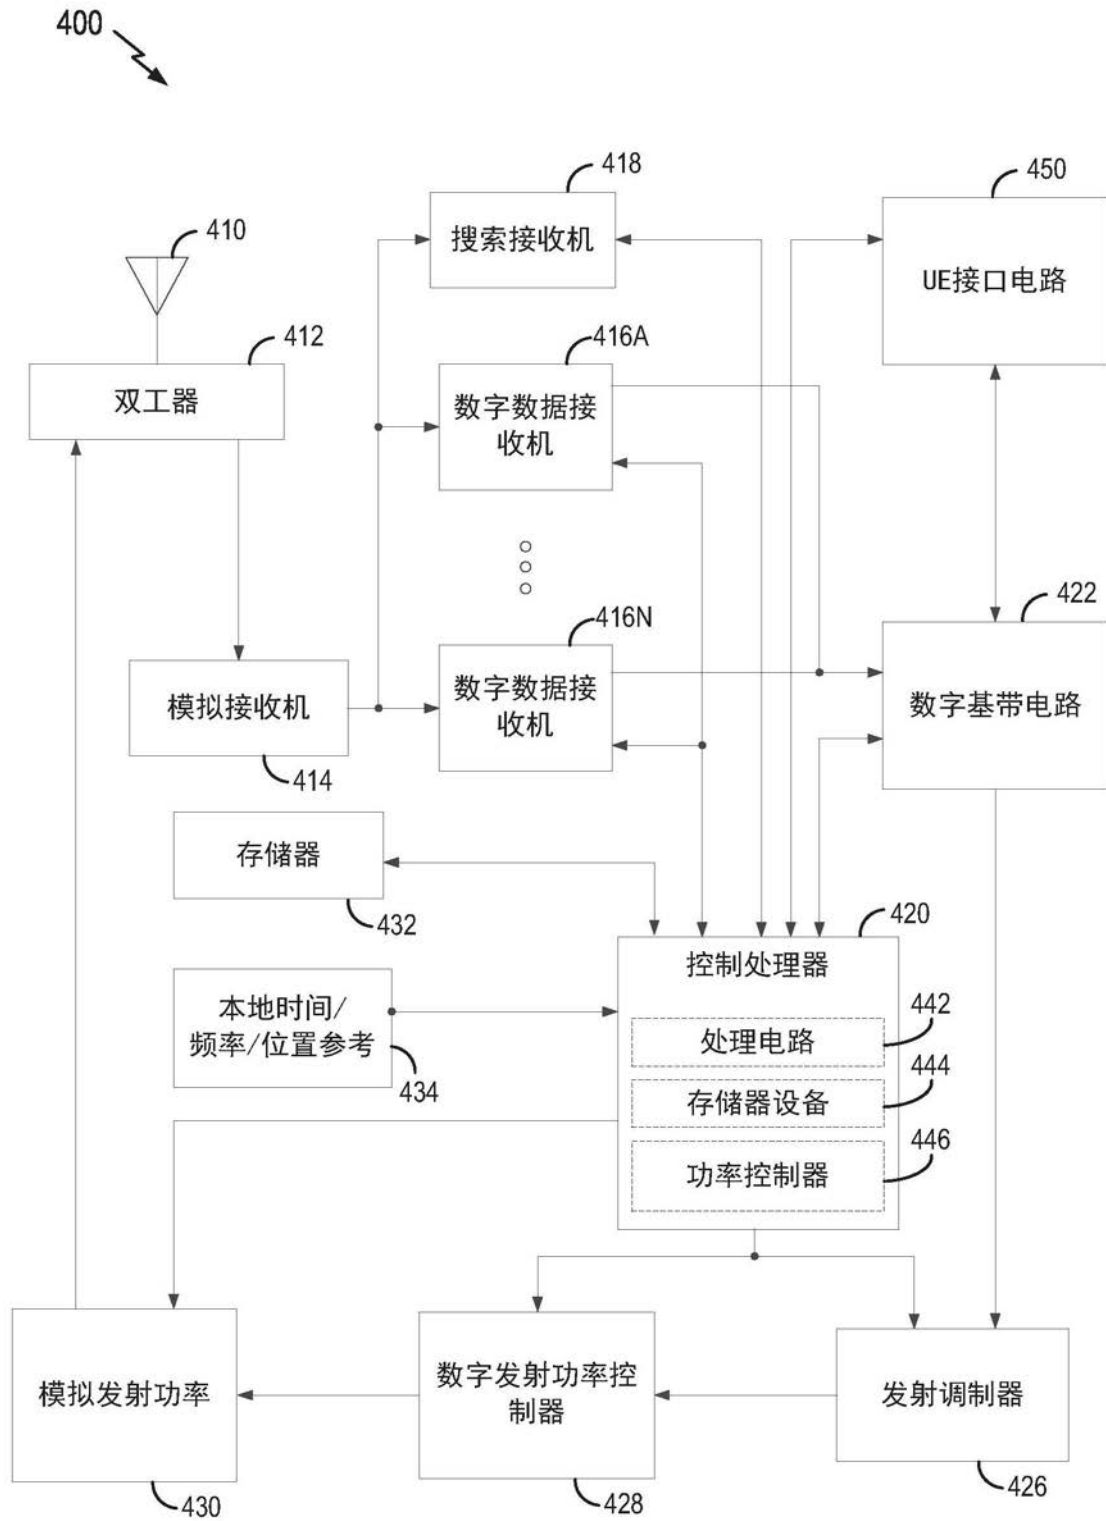 400
418
搜索接收机
450
UE接口电路
410
412
双工器
416A
数字数据接
收机
416N
数字数据接
收机
422
数字基带电路
模拟接收机
414
存储器
432
420
控制处理器
本地时间/
频率/位置参考
434
442
处理电路
444
存储器设备
446
功率控制器
模拟发射功率
430
数字发射功率控
制器
428
发射调制器
426